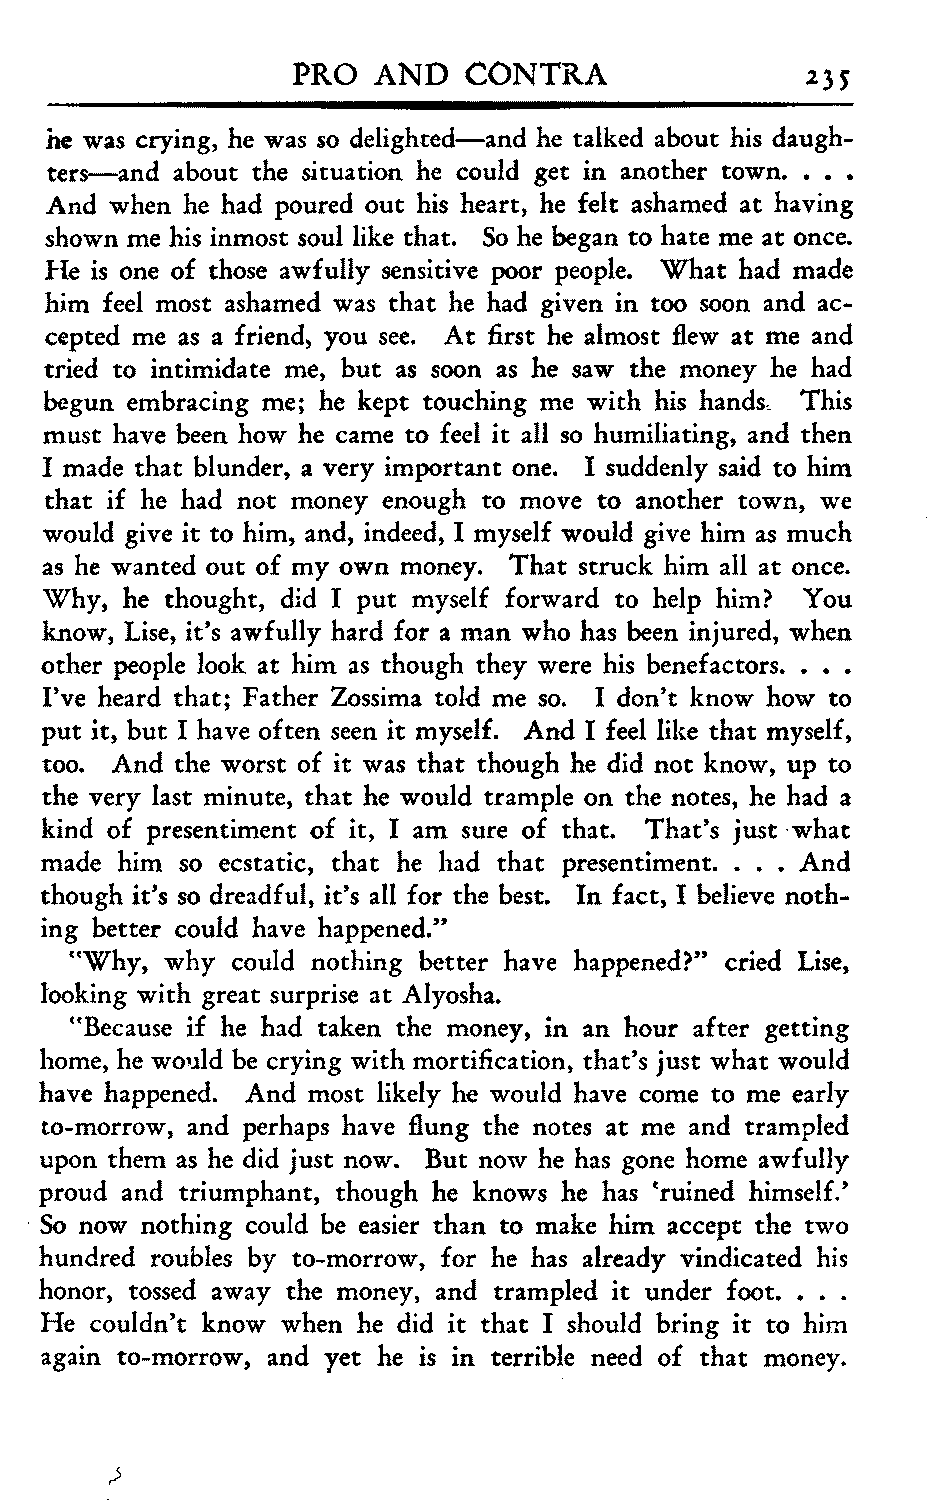 PRO AND CONTRA 235
he was crying, he was so delighted—and he talked about his daugh-
ters—and about the situation he could get in another town. . . .
And when he had poured out his heart, he felt ashamed at having
shown me his inmost soul like that. So he began to hate me at once.
He is one of those awfully sensitive poor people. What had made
him feel most ashamed was that he had given in too soon and ac-
cepted me as a friend, you see. At first he almost flew at me and
tried to intimidate me, but as soon as he saw the money he had
begun embracing me; he kept touching me with his hands. This
must have been how he came to feel it all so humiliating, and then
I made that blunder, a very important one. I suddenly said to him
that if he had not money enough to move to another town, we
would give it to him, and, indeed, I myself would give him as much
as he wanted out of my own money. That struck him all at once.
Why, he thought, did I put myself forward to help him? You
know, Lise, it's awfully hard for a man who has been injured, when
other people look at him as though they were his benefactors. . . .
I've heard that; Father Zossima told me so. I don't know how to
put it, but I have often seen it myself. And I feel like that myself,
too. And the worst of it was that though he did not know, up to
the very last minute, that he would trample on the notes, he had a
kind of presentiment of it, I am sure of that. That's just what
made him so ecstatic, that he had that presentiment. . . . And
though it's so dreadful, it's all for the best. In fact, I believe noth-
ing better could have happened."
"Why, why could nothing better have happened?" cried Lise,
looking with great surprise at Alyosha.
"Because if he had taken the money, in an hour after getting
home, he would be crying with mortification, that's just what would
have happened. And most likely he would have come to me early
to-morrow, and perhaps have flung the notes at me and trampled
upon them as he did just now. But now he has gone home awfully
proud and triumphant, though he knows he has 'ruined himself.'
So now nothing could be easier than to make him accept the two
hundred roubles by to-morrow, for he has already vindicated his
honor, tossed away the money, and trampled it under foot. . . .
He couldn't know when he did it that I should bring it to him
again to-morrow, and yet he is in terrible need of that money.